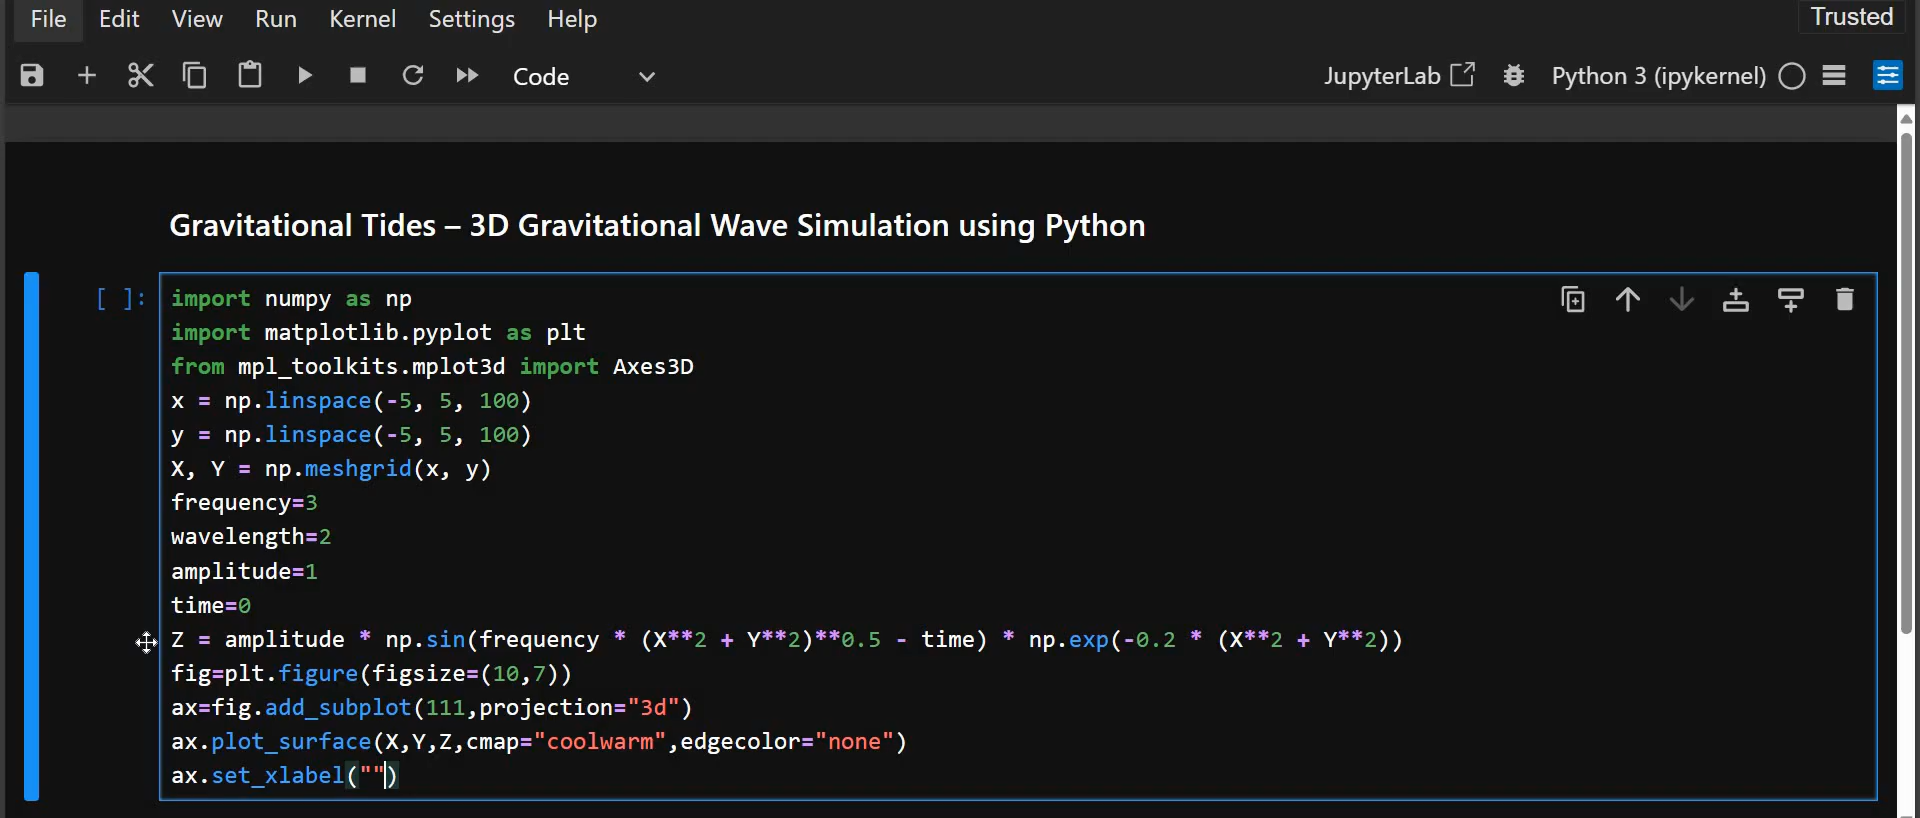 File Edit View Run Kernel Settings Help Trusted
Code JupyterLab Python 3 (ipykernel)
Gravitational Tides – 3D Gravitational Wave Simulation using Python
[ ]: import numpy as np
import matplotlib.pyplot as plt
from mpl_toolkits.mplot3d import Axes3D
x = np.linspace(-5, 5, 100)
y = np.linspace(-5, 5, 100)
X, Y = np.meshgrid(x, y)
frequency=3
wavelength=2
amplitude=1
time=0
Z = amplitude * np.sin(frequency * (X**2 + Y**2)**0.5 - time) * np.exp(-0.2 * (X**2 + Y**2))
fig=plt.figure(figsize=(10,7))
ax=fig.add_subplot(111,projection="3d")
ax.plot_surface(X,Y,Z,cmap="coolwarm",edgecolor="none")
ax.set_xlabel("")